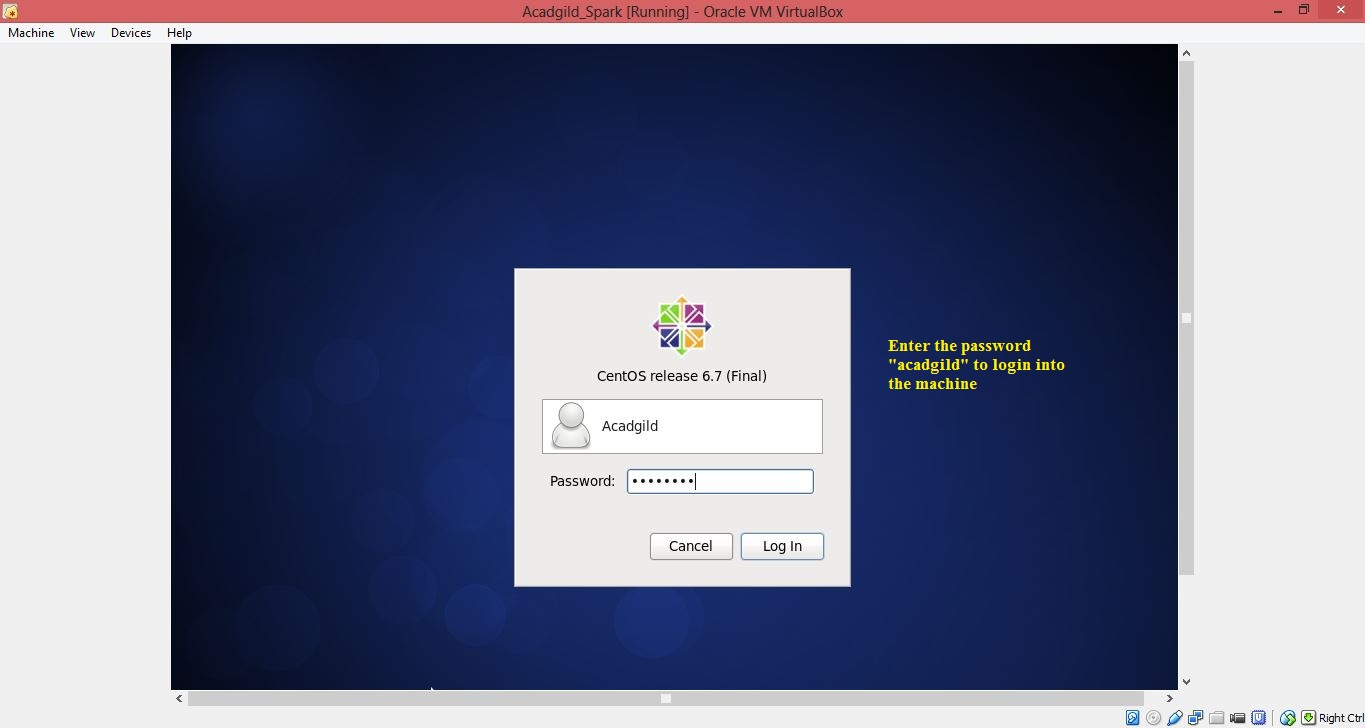 Acadgild_Spark [Running] - Oracle VM VirtualBox
Machine View Devices Help
Enter the password
"acadgild" to login into
the machine
CentOS release 6.7 (Final)
Acadgild
Password: ••••••••
Cancel Log In
Right Ctrl